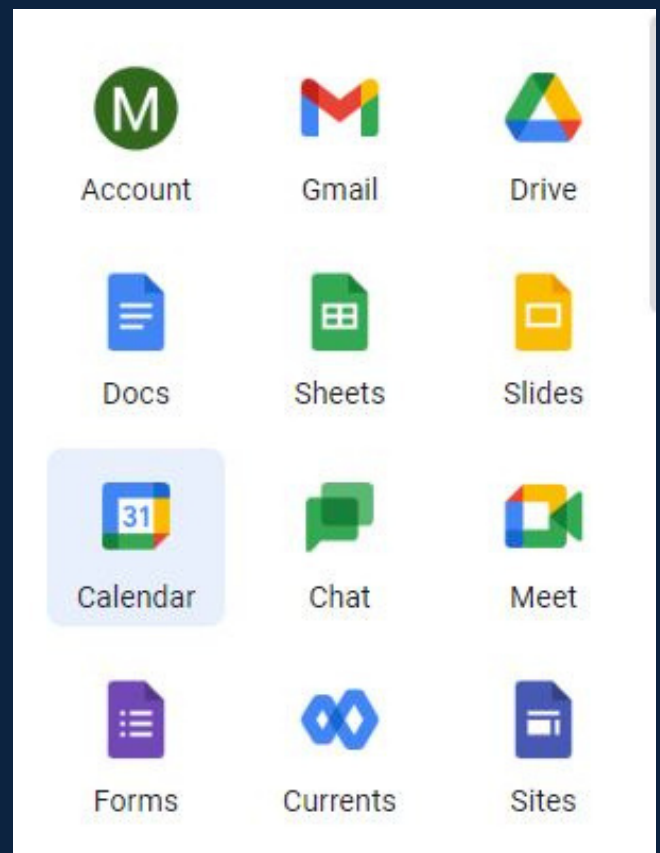 M
Account Gmail Drive
Docs Sheets Slides
31
Calendar Chat Meet
Forms Currents Sites